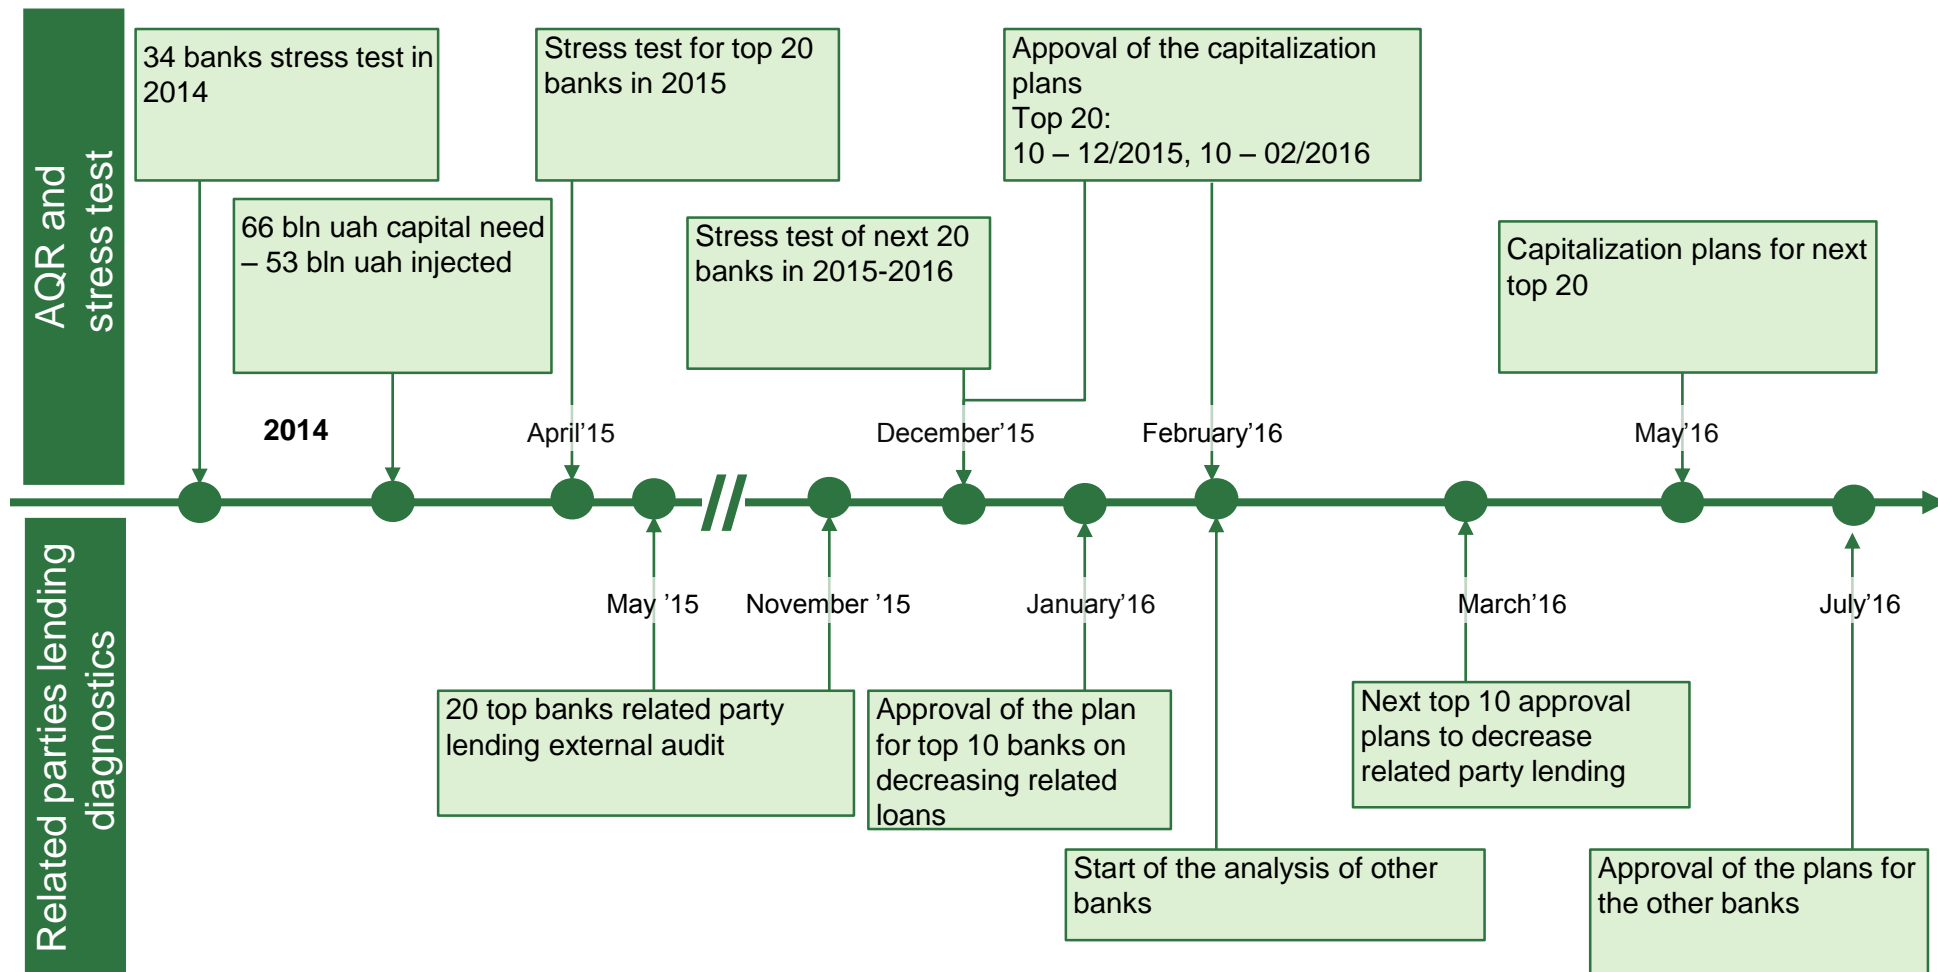 AQR and
stress test
34 banks stress test in
2014
66 bln uah capital need
– 53 bln uah injected
Stress test for top 20
banks in 2015
Stress test of next 20
banks in 2015-2016
Appoval of the capitalization
plans
Top 20:
10 – 12/2015, 10 – 02/2016
Capitalization plans for next
top 20
2014
April’15
December’15
February’16
May’16
Related parties lending
diagnostics
May ’15
November ’15
January’16
March’16
July’16
20 top banks related party
lending external audit
Approval of the plan
for top 10 banks on
decreasing related
loans
Next top 10 approval
plans to decrease
related party lending
Start of the analysis of other
banks
Approval of the plans for
the other banks